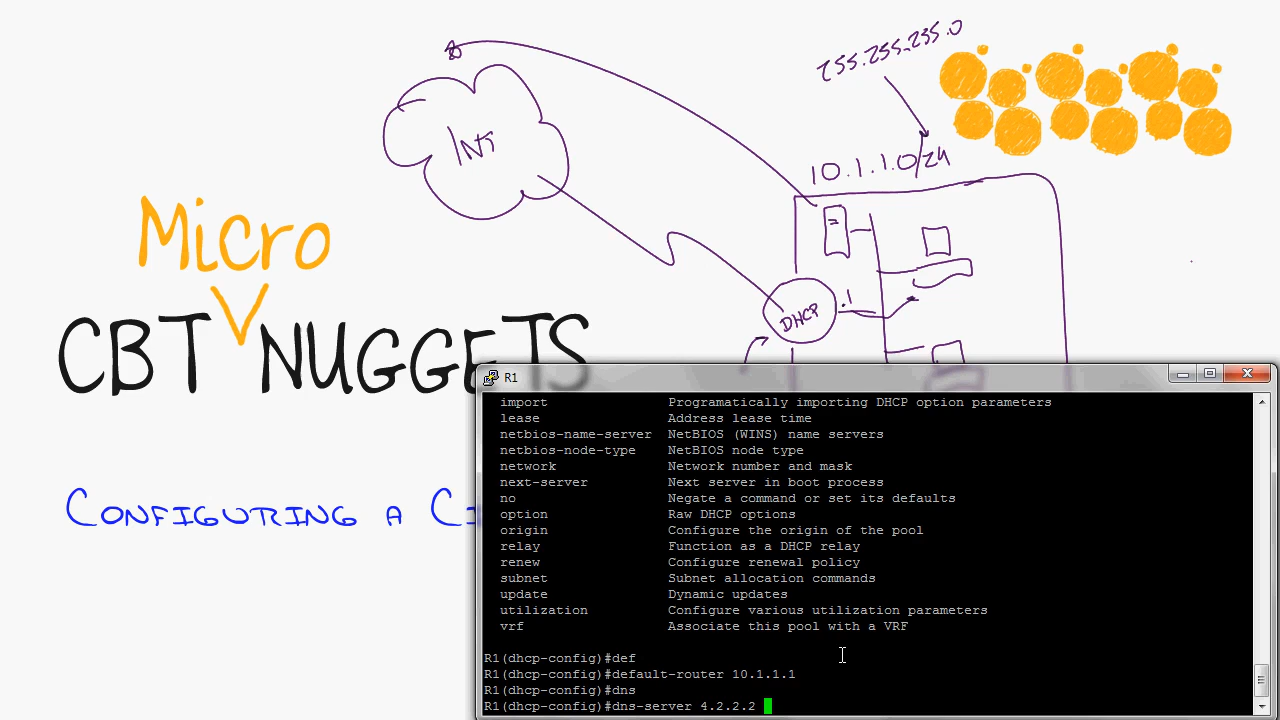 255.255.255.0
10.1.1.0/24
INT
Micro
DHCP
.1
CBT NUGGETS
CONFIGURING A
R1
import Programatically importing DHCP option parameters
lease Address lease time
netbios-name-server NetBIOS (WINS) name servers
netbios-node-type NetBIOS node type
network Network number and mask
next-server Next server in boot process
no Negate a command or set its defaults
option Raw DHCP options
origin Configure the origin of the pool
relay Function as a DHCP relay
renew Configure renewal policy
subnet Subnet allocation commands
update Dynamic updates
utilization Configure various utilization parameters
vrf Associate this pool with a VRF
R1(dhcp-config)#def
R1(dhcp-config)#default-router 10.1.1.1
R1(dhcp-config)#dns
R1(dhcp-config)#dns-server 4.2.2.2